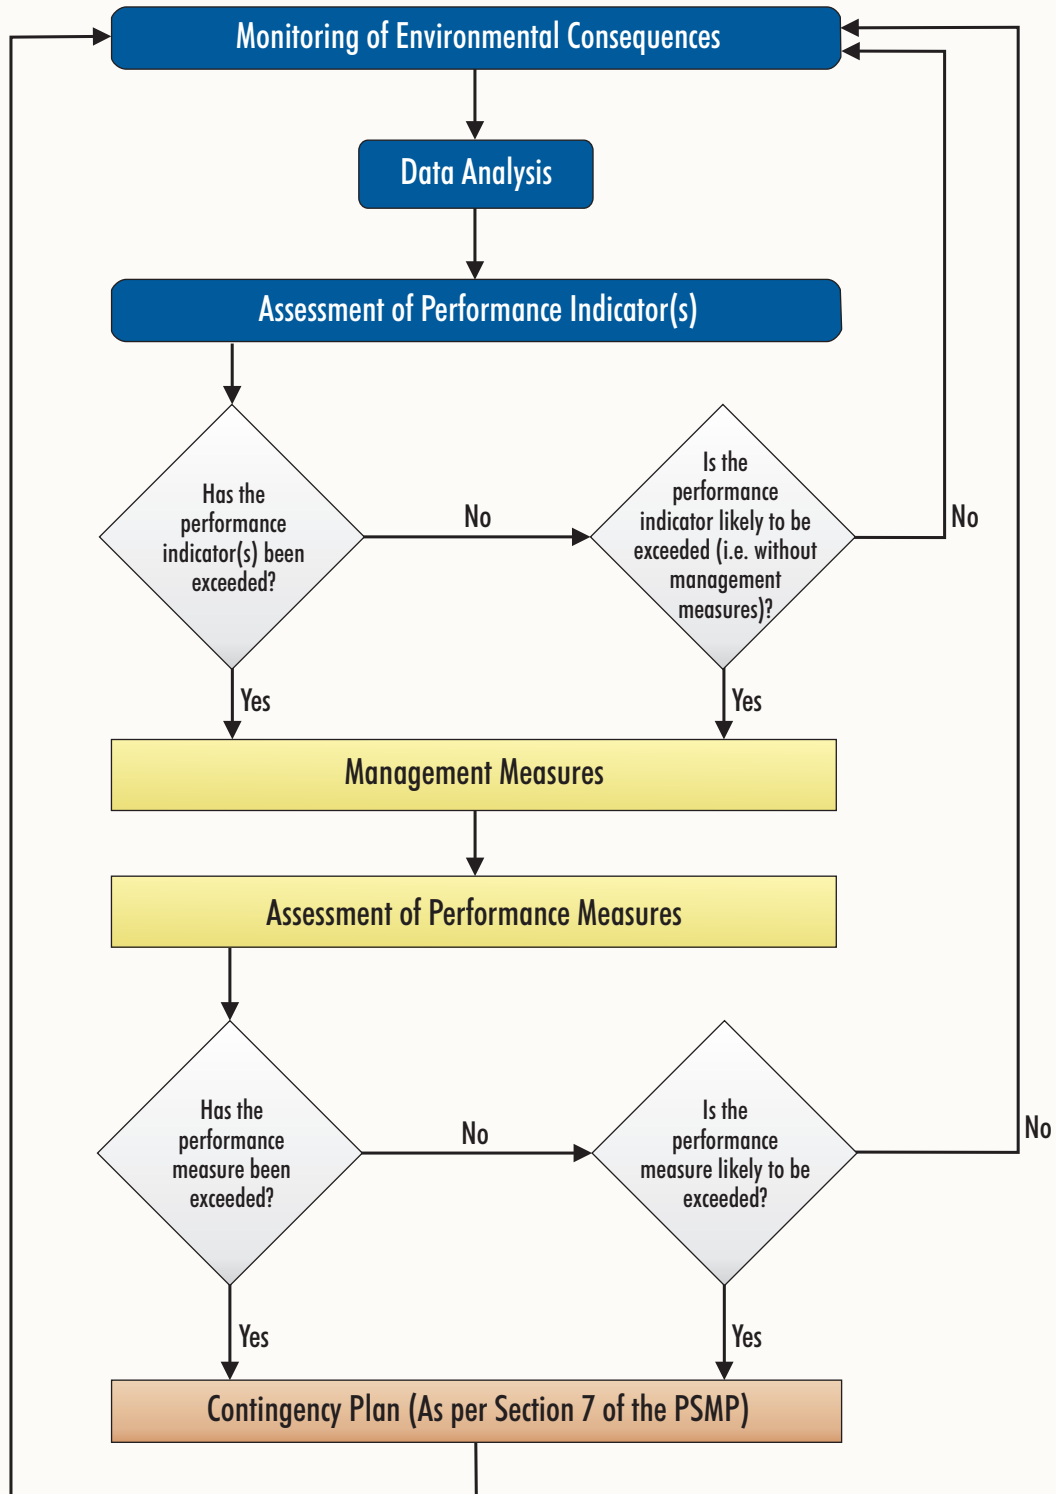 Monitoring of Environmental Consequences
Data Analysis
Assessment of Performance Indicator(s)
Has the
performance
indicator(s) been
exceeded?
No
Is the
performance
indicator likely to be
exceeded (i.e. without
management
measures)?
No
Yes
Yes
Management Measures
Assessment of Performance Measures
Has the
performance
measure been
exceeded?
No
Is the
performance
measure likely to be
exceeded?
No
Yes
Yes
Contingency Plan (As per Section 7 of the PSMP)